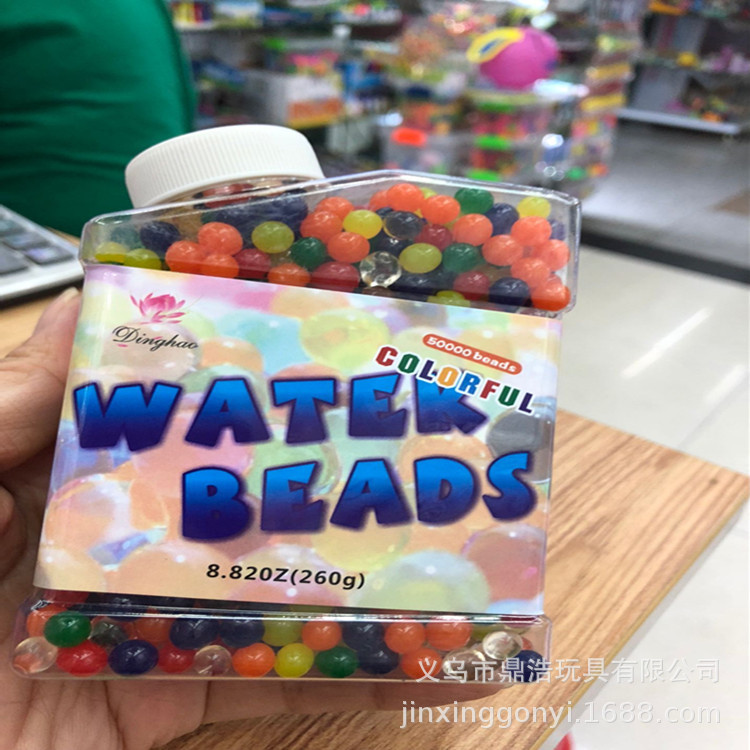 Dinghao
50000 beads
COLORFUL
WATER
BEADS
8.82OZ(260g)
义乌市鼎浩玩具有限公司
jinxinggonyi.1688.com